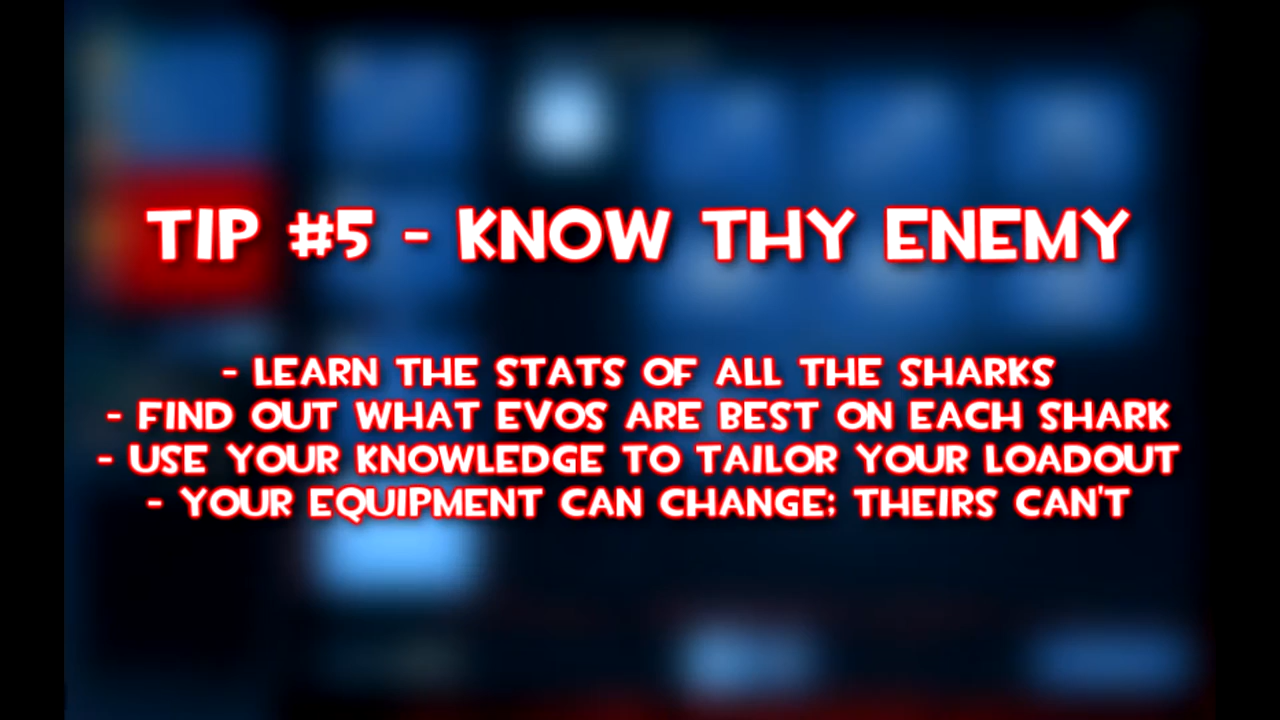 TIP #5 - KNOW THY ENEMY
- LEARN THE STATS OF ALL THE SHARKS
- FIND OUT WHAT EVOS ARE BEST ON EACH SHARK
- USE YOUR KNOWLEDGE TO TAILOR YOUR LOADOUT
- YOUR EQUIPMENT CAN CHANGE; THEIRS CAN'T